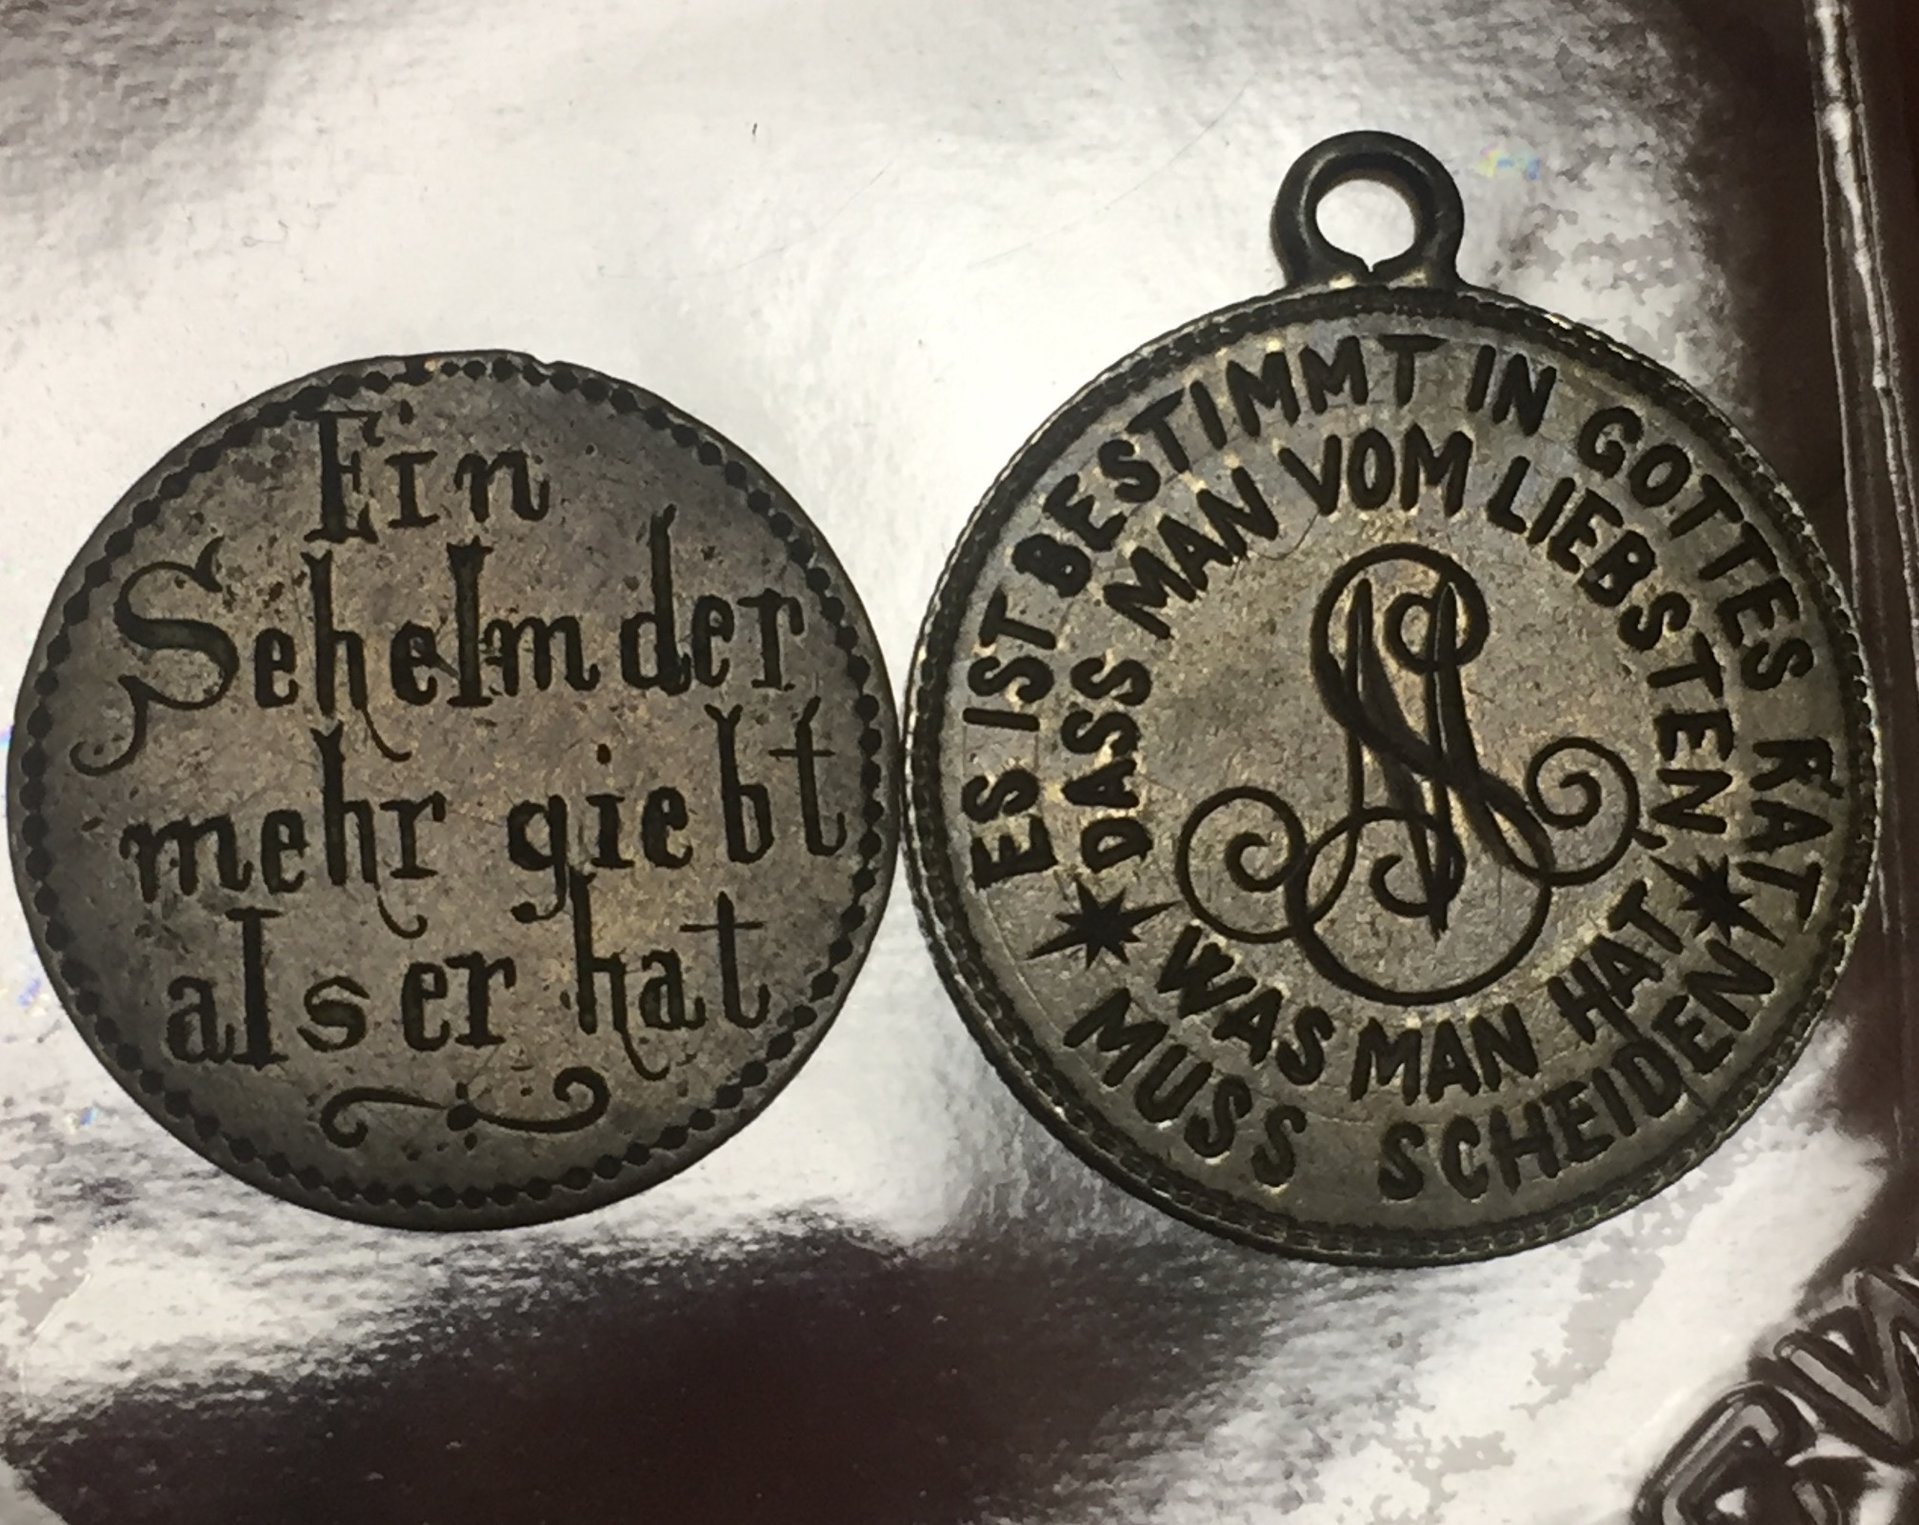 Ein
Schelm der
mehr giebt
als er hat
ES IST BESTIMMT IN GOTTES RAT
DASS MAN VOM LIEBSTEN,
WAS MAN HAT
MUSS SCHEIDEN